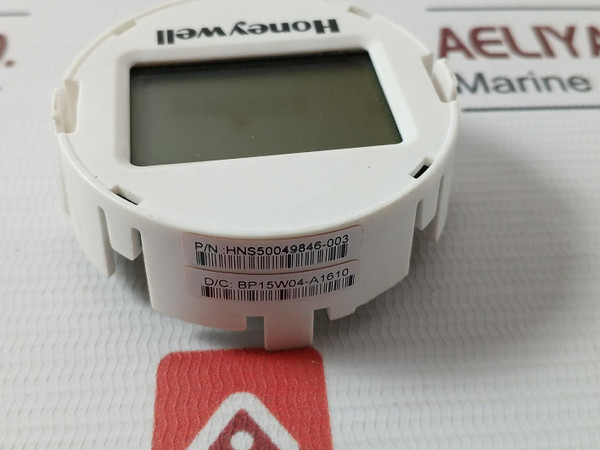 Honeywell
AELIYA
Marine
P/N :HNS50049846-003
D/C: BP15W04-A1610